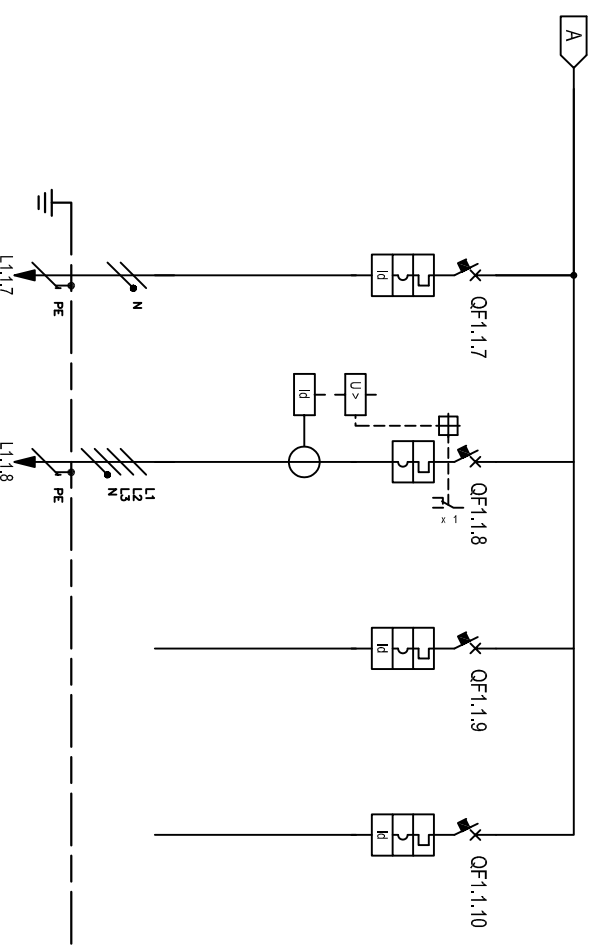 A
QF1.1.7
Id
N
PE
L1.1.7
QF1.1.8
x 1
U >
Id
L1
L2
L3
N
PE
L1.1.8
QF1.1.9
Id
QF1.1.10
Id